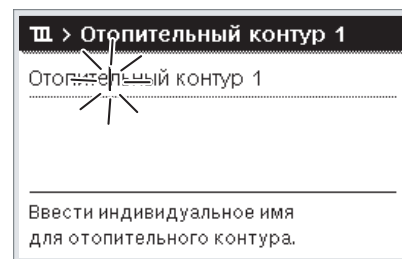 > Отопительный контур 1
Отопительный контур 1
Ввести индивидуальное имя
для отопительного контура.